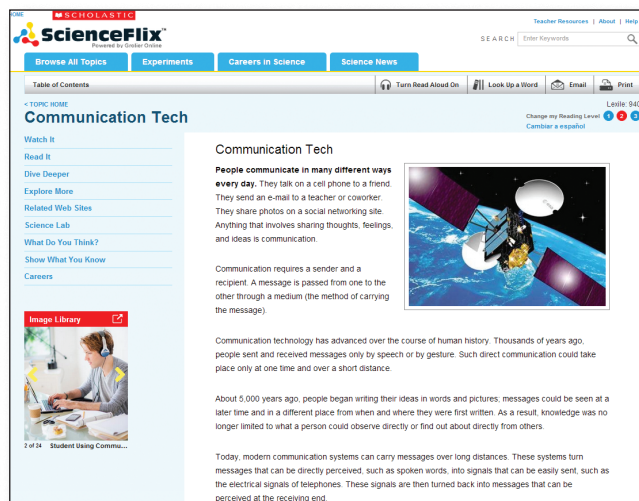 HOME
SCHOLASTIC
ScienceFlix™
Powered by Grolier Online
Teacher Resources | About | Help
SEARCH Enter Keywords
Browse All Topics Experiments Careers in Science Science News
Table of Contents Turn Read Aloud On Look Up a Word Email Print
< TOPIC HOME Lexile: 940
Communication Tech Change my Reading Level 1 2 3
Cambiar a español
Watch It
Read It
Dive Deeper
Explore More
Related Web Sites
Science Lab
What Do You Think?
Show What You Know
Careers
Image Library
2 of 24 Student Using Commu...
Communication Tech
People communicate in many different ways
every day. They talk on a cell phone to a friend.
They send an e-mail to a teacher or coworker.
They share photos on a social networking site.
Anything that involves sharing thoughts, feelings,
and ideas is communication.
Communication requires a sender and a
recipient. A message is passed from one to the
other through a medium (the method of carrying
the message).
Communication technology has advanced over the course of human history. Thousands of years ago,
people sent and received messages only by speech or by gesture. Such direct communication could take
place only at one time and over a short distance.
About 5,000 years ago, people began writing their ideas in words and pictures; messages could be seen at a
later time and in a different place from when and where they were first written. As a result, knowledge was no
longer limited to what a person could observe directly or find out about directly from others.
Today, modern communication systems can carry messages over long distances. These systems turn
messages that can be directly perceived, such as spoken words, into signals that can be easily sent, such as
the electrical signals of telephones. These signals are then turned back into messages that can be
perceived at the receiving end.